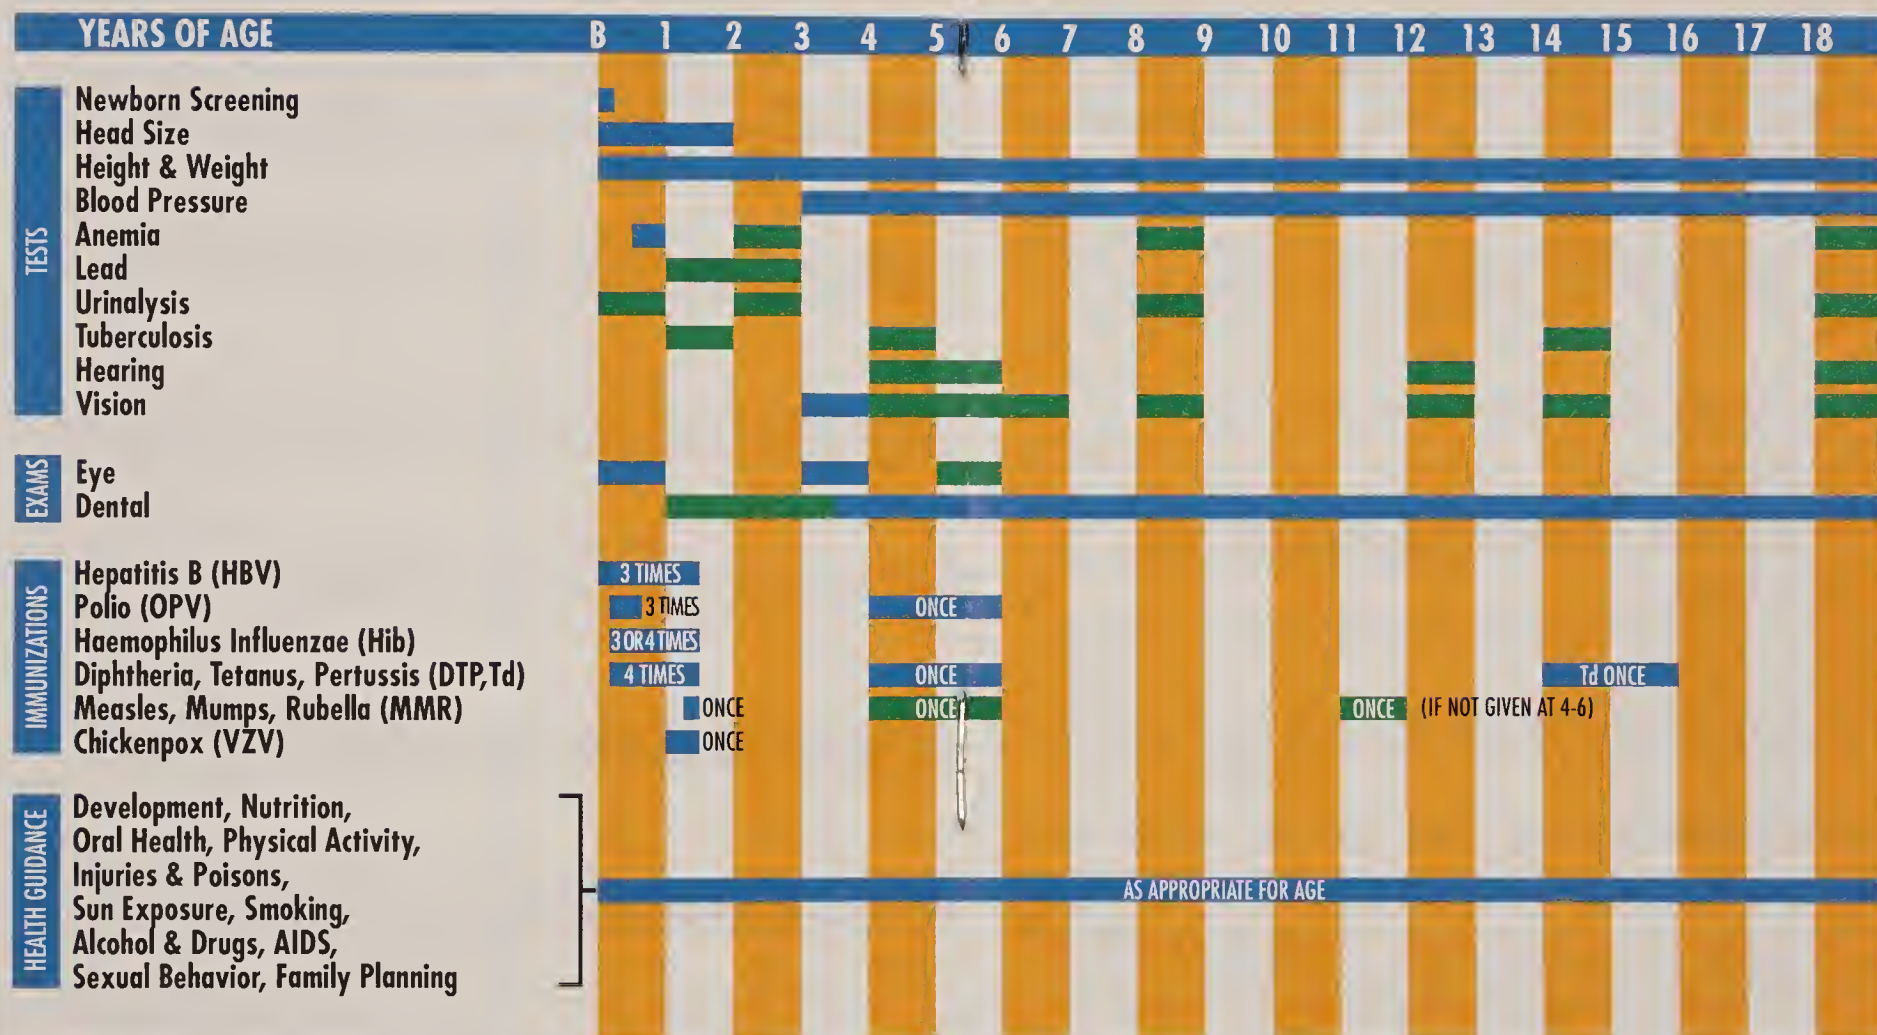 YEARS OF AGE B 1 2 3 4 5 6 7 8 9 10 11 12 13 14 15 16 17 18
TESTS
Newborn Screening
Head Size
Height & Weight
Blood Pressure
Anemia
Lead
Urinalysis
Tuberculosis
Hearing
Vision
EXAMS
Eye
Dental
IMMUNIZATIONS
Hepatitis B (HBV) 3 TIMES
Polio (OPV) 3 TIMES ONCE
Haemophilus Influenzae (Hib) 3 OR 4 TIMES
Diphtheria, Tetanus, Pertussis (DTP,Td) 4 TIMES ONCE Td ONCE
Measles, Mumps, Rubella (MMR) ONCE ONCE ONCE (IF NOT GIVEN AT 4-6)
Chickenpox (VZV) ONCE
HEALTH GUIDANCE
Development, Nutrition,
Oral Health, Physical Activity,
Injuries & Poisons,
Sun Exposure, Smoking,
Alcohol & Drugs, AIDS,
Sexual Behavior, Family Planning
AS APPROPRIATE FOR AGE